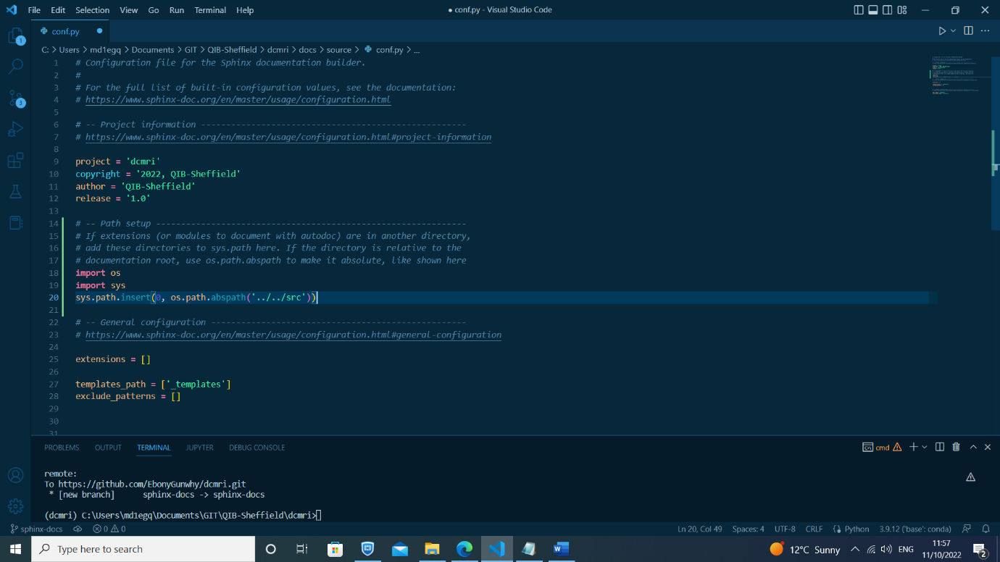 File Edit Selection View Go Run Terminal Help
● conf.py - Visual Studio Code
conf.py
C: > Users > md1egq > Documents > GIT > QIB-Sheffield > dcmri > docs > source > conf.py > ...
1 # Configuration file for the Sphinx documentation builder.
2 #
3 # For the full list of built-in configuration values, see the documentation:
4 # https://www.sphinx-doc.org/en/master/usage/configuration.html
5
6 # -- Project information -----------------------------------------------------
7 # https://www.sphinx-doc.org/en/master/usage/configuration.html#project-information
8
9 project = 'dcmri'
10 copyright = '2022, QIB-Sheffield'
11 author = 'QIB-Sheffield'
12 release = '1.0'
13
14 # -- Path setup --------------------------------------------------------------
15 # If extensions (or modules to document with autodoc) are in another directory,
16 # add these directories to sys.path here. If the directory is relative to the
17 # documentation root, use os.path.abspath to make it absolute, like shown here
18 import os
19 import sys
20 sys.path.insert(0, os.path.abspath('../../src'))
21
22 # -- General configuration ---------------------------------------------------
23 # https://www.sphinx-doc.org/en/master/usage/configuration.html#general-configuration
24
25 extensions = []
26
27 templates_path = ['_templates']
28 exclude_patterns = []
29
30
31
PROBLEMS OUTPUT TERMINAL JUPYTER DEBUG CONSOLE
cmd
remote:
To https://github.com/EbonyGunwhy/dcmri.git
* [new branch] sphinx-docs -> sphinx-docs
(dcmri) C:\Users\md1egq\Documents\GIT\QIB-Sheffield\dcmri>
sphinx-docs 0 0
Ln 20, Col 49 Spaces: 4 UTF-8 CRLF Python 3.9.12 ('base': conda)
Type here to search
12°C Sunny
ENG
11:57
11/10/2022
2
1
3